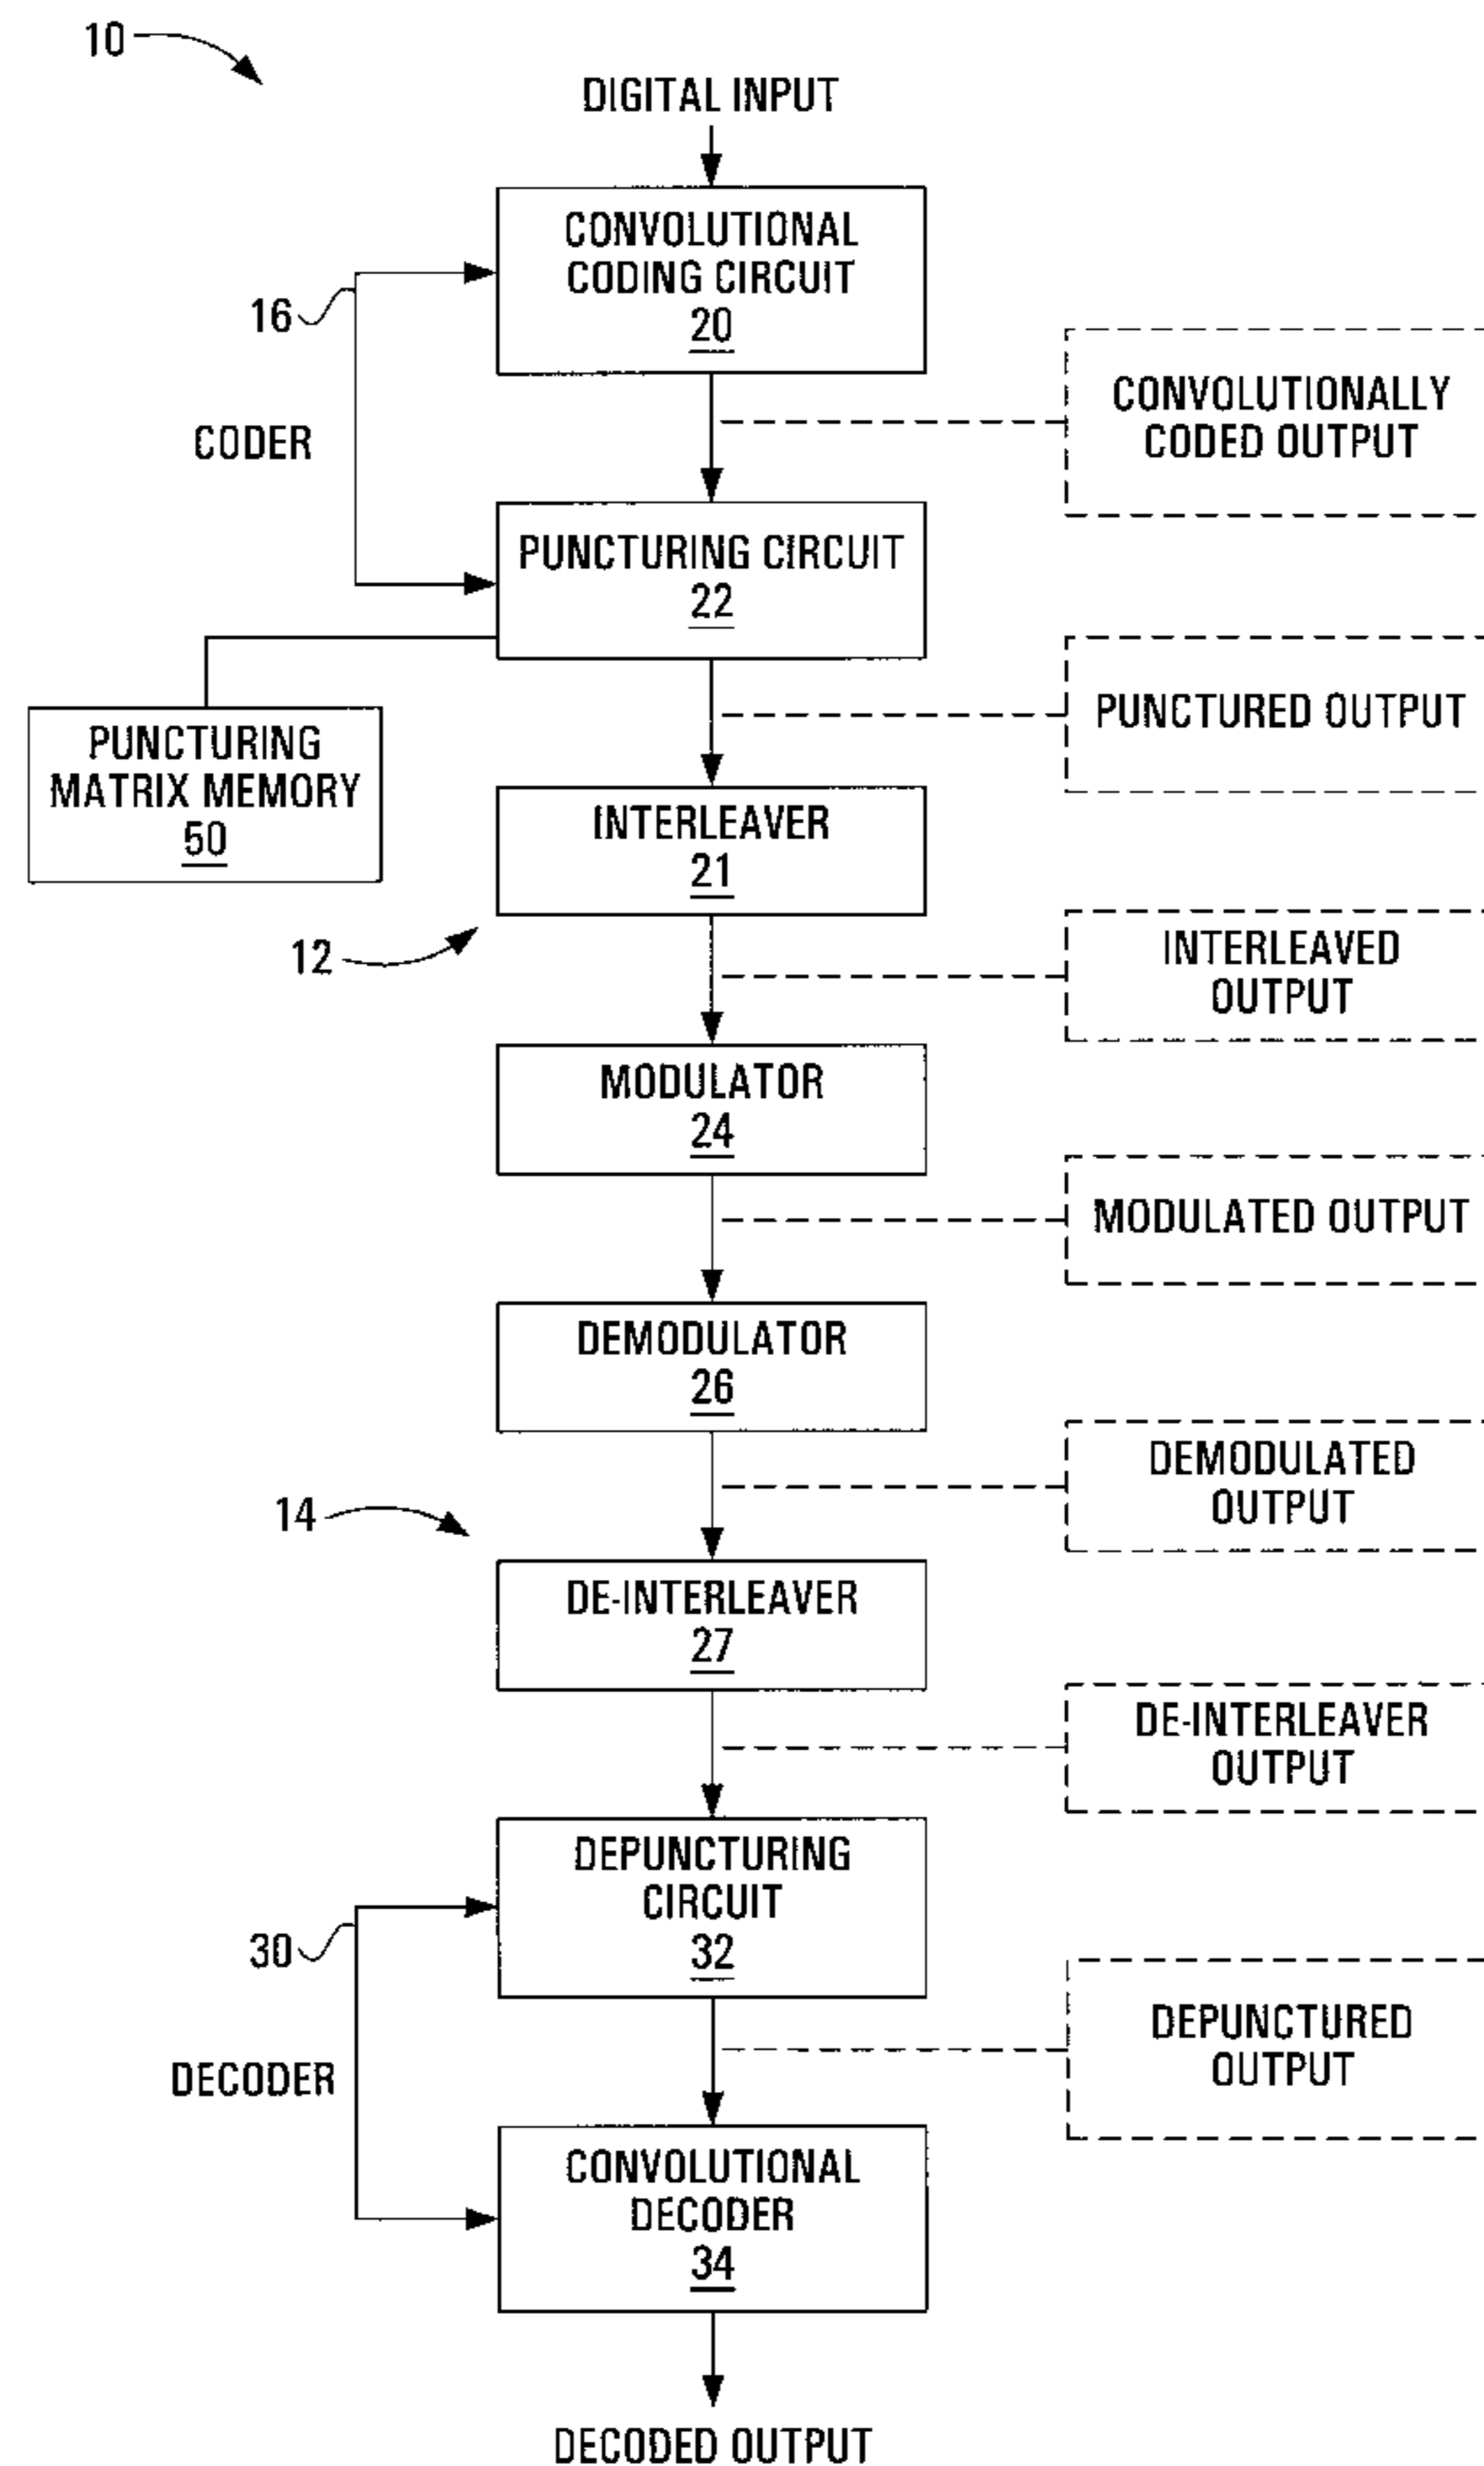 10
DIGITAL INPUT
CONVOLUTIONAL
CODING CIRCUIT
20
16
CODER
CONVOLUTIONALLY
CODED OUTPUT
PUNCTURING CIRCUIT
22
PUNCTURING
MATRIX MEMORY
50
PUNCTURED OUTPUT
INTERLEAVER
21
12
INTERLEAVED
OUTPUT
MODULATOR
24
MODULATED OUTPUT
DEMODULATOR
26
DEMODULATED
OUTPUT
14
DE-INTERLEAVER
27
DE-INTERLEAVER
OUTPUT
DEPUNCTURING
CIRCUIT
32
30
DECODER
DEPUNCTURED
OUTPUT
CONVOLUTIONAL
DECODER
34
DECODED OUTPUT